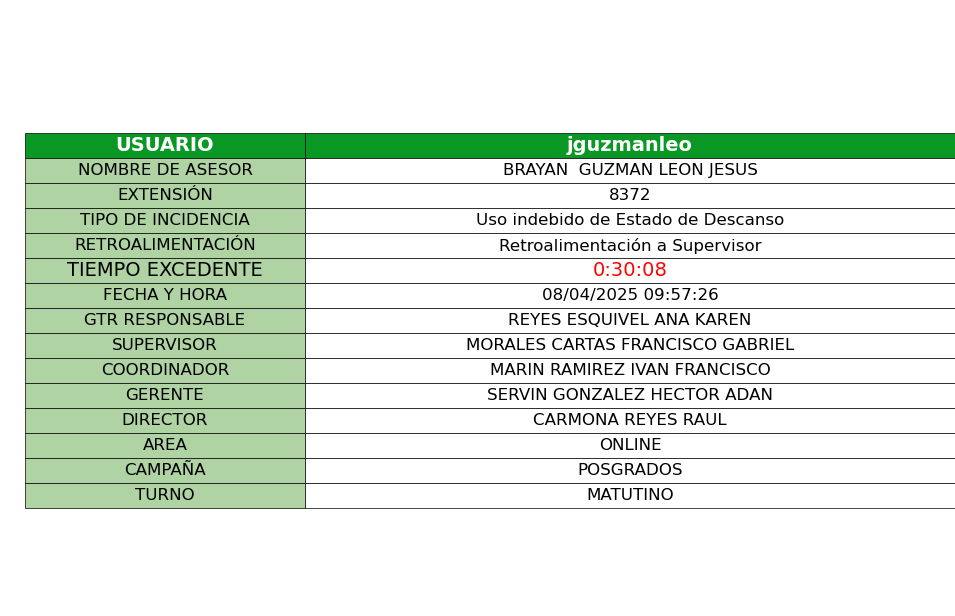 USUARIO jguzmanleo
NOMBRE DE ASESOR BRAYAN  GUZMAN LEON JESUS
EXTENSIÓN 8372
TIPO DE INCIDENCIA Uso indebido de Estado de Descanso
RETROALIMENTACIÓN Retroalimentación a Supervisor
TIEMPO EXCEDENTE 0:30:08
FECHA Y HORA 08/04/2025 09:57:26
GTR RESPONSABLE REYES ESQUIVEL ANA KAREN
SUPERVISOR MORALES CARTAS FRANCISCO GABRIEL
COORDINADOR MARIN RAMIREZ IVAN FRANCISCO
GERENTE SERVIN GONZALEZ HECTOR ADAN
DIRECTOR CARMONA REYES RAUL
AREA ONLINE
CAMPAÑA POSGRADOS
TURNO MATUTINO